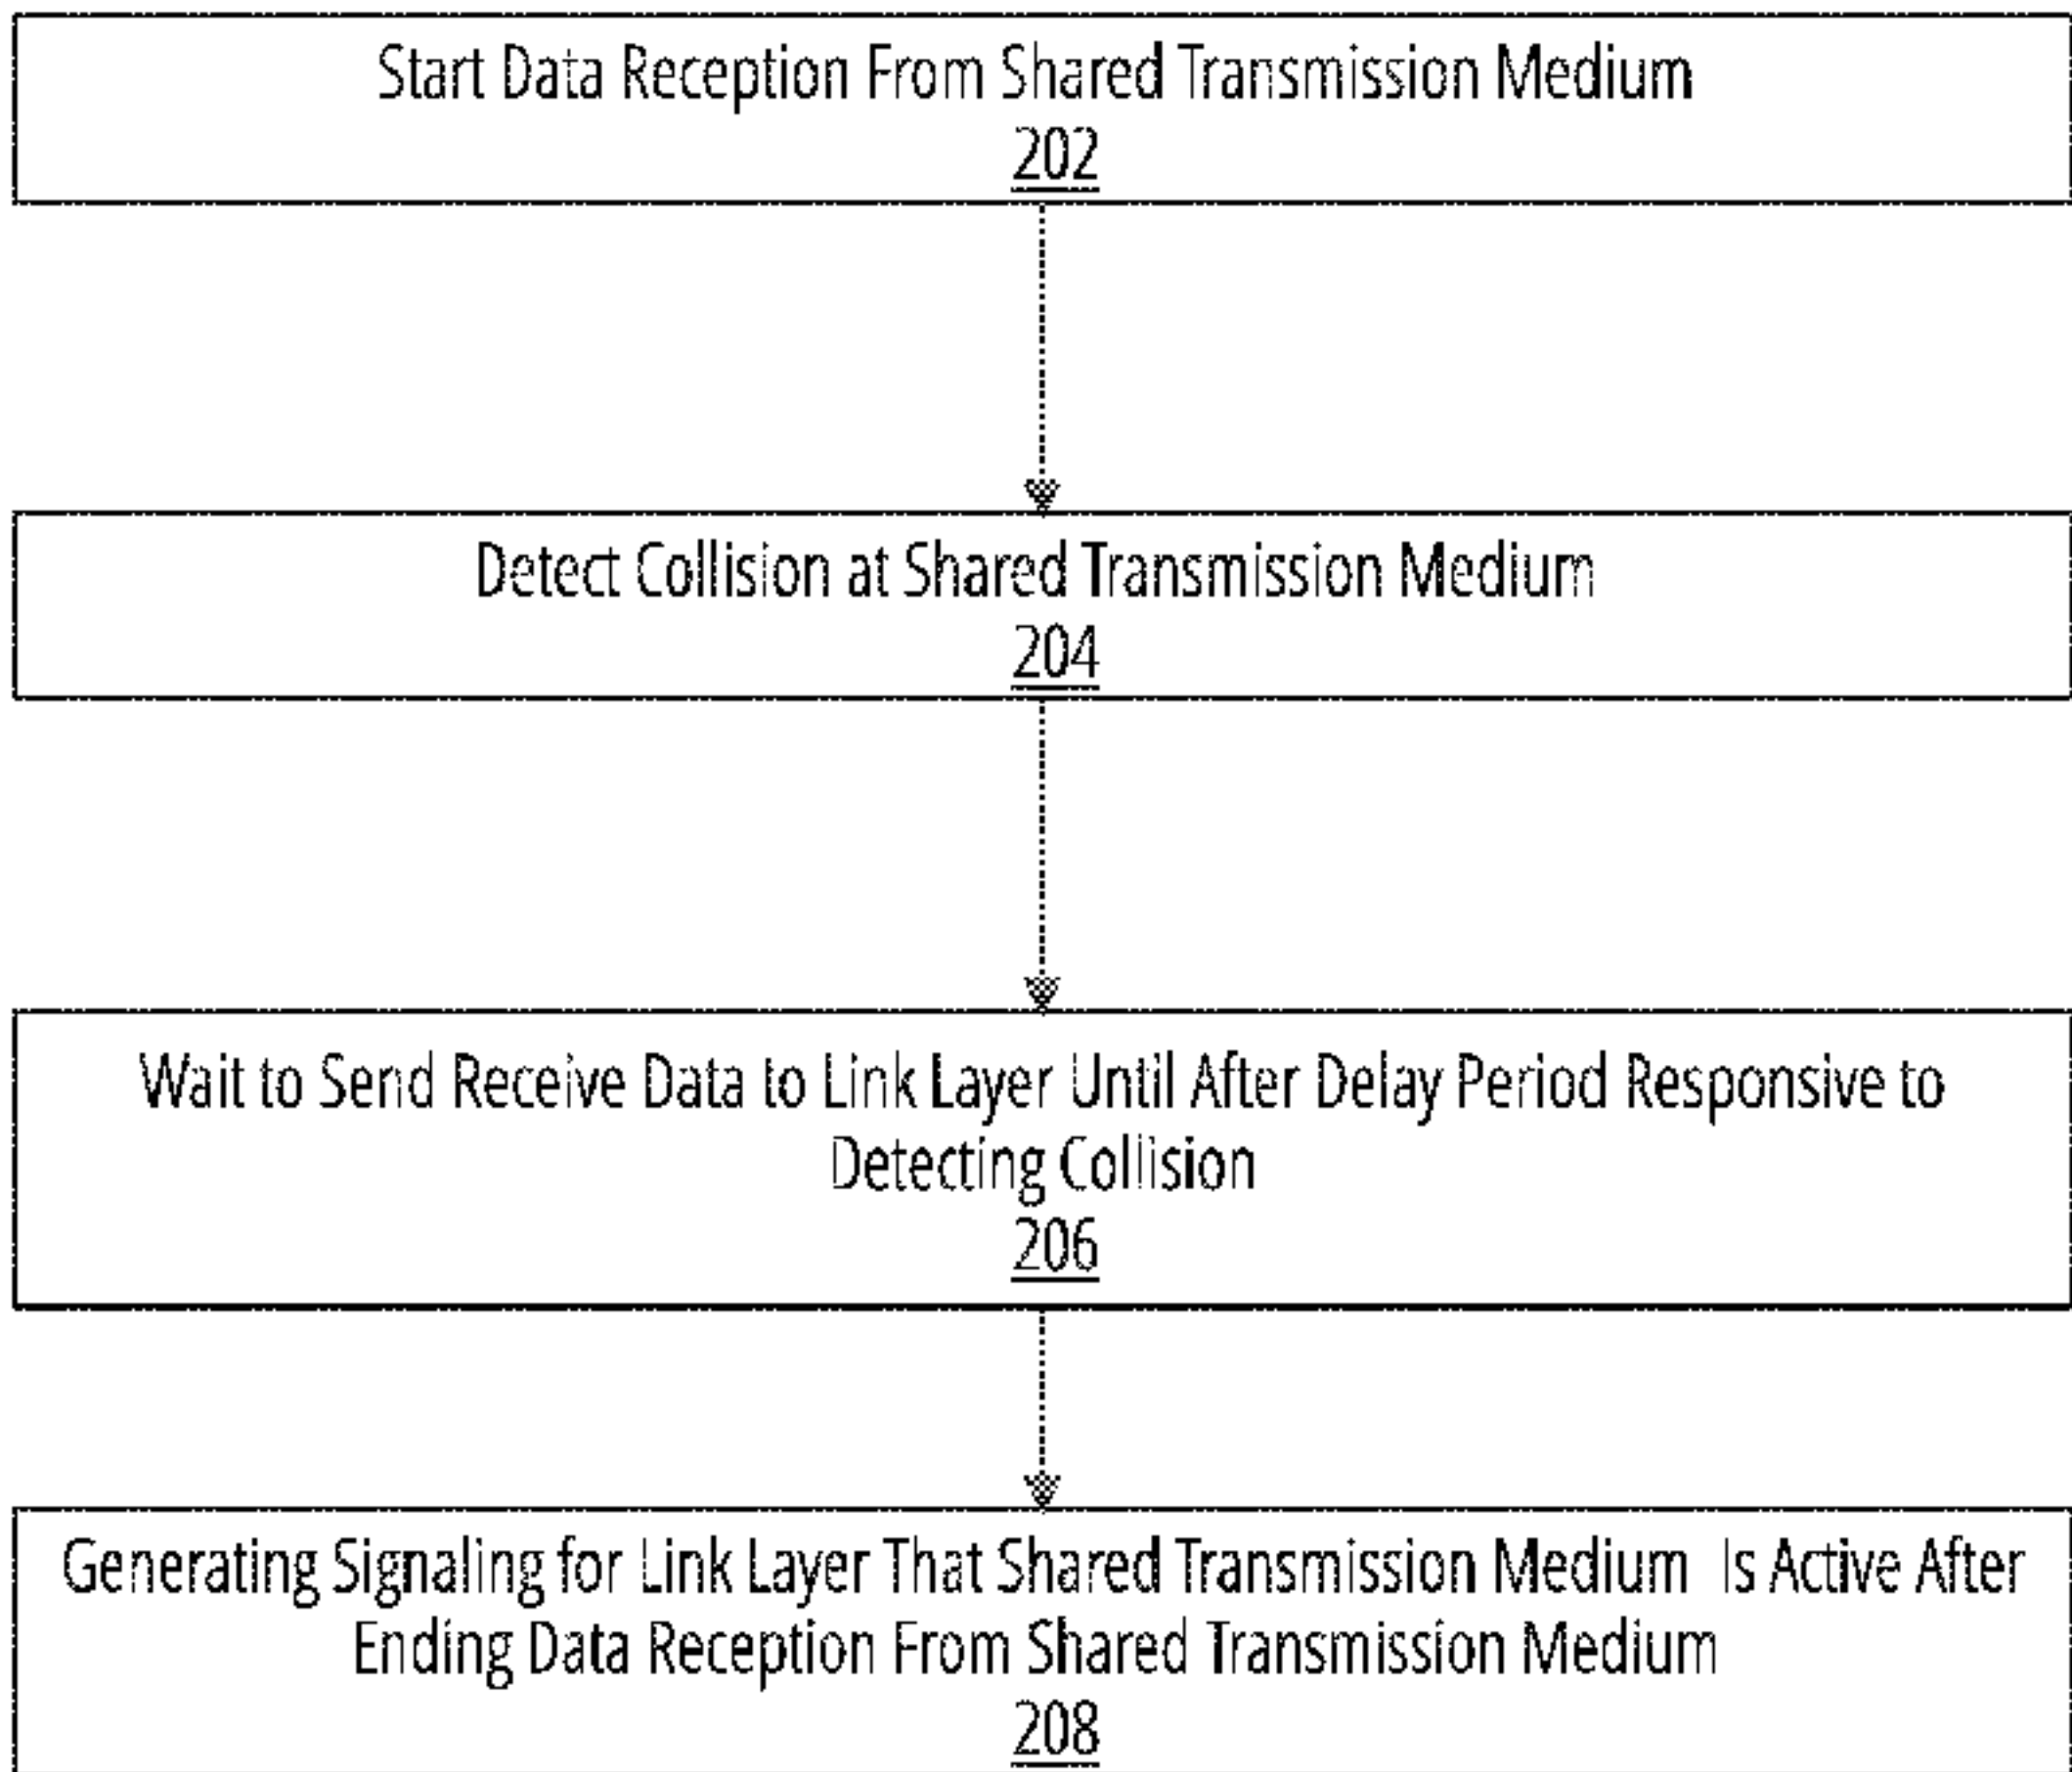 Start Data Reception From Shared Transmission Medium
202
Detect Collision at Shared Transmission Medium
204
Wait to Send Receive Data to Link Layer Until After Delay Period Responsive to
Detecting Collision
206
Generating Signaling for Link Layer That Shared Transmission Medium Is Active After
Ending Data Reception From Shared Transmission Medium
208